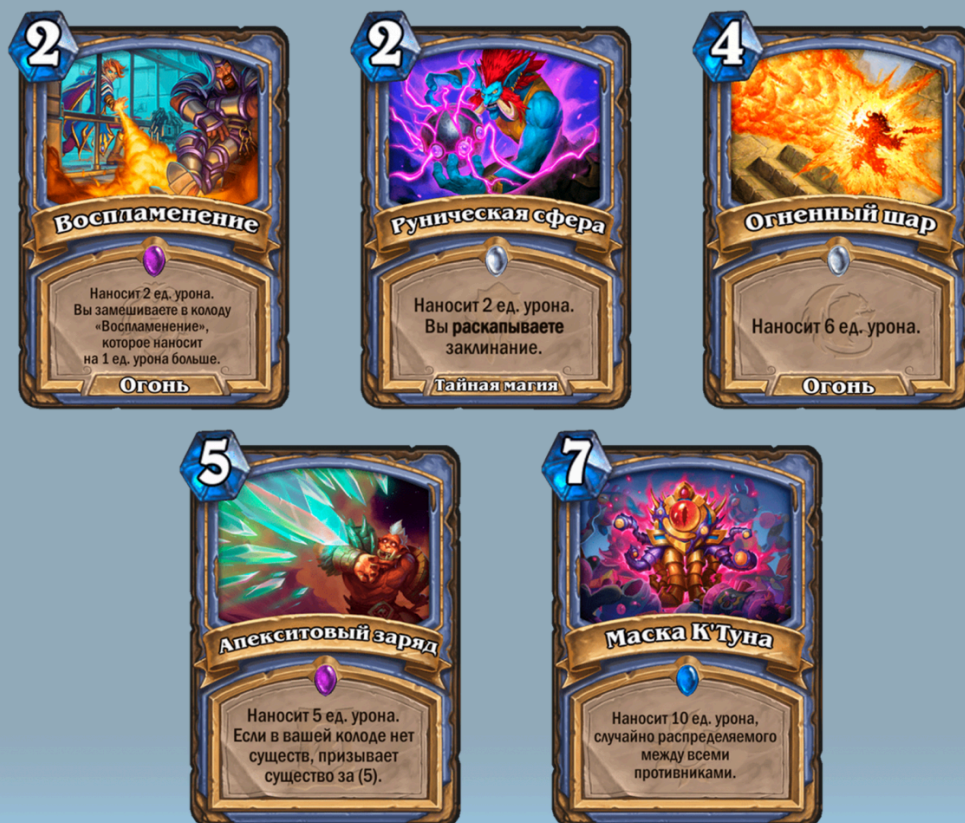 2
Воспламенение
Наносит 2 ед. урона.
Вы замешиваете в колоду
«Воспламенение»,
которое наносит
на 1 ед. урона больше.
Огонь
2
Руническая сфера
Наносит 2 ед. урона.
Вы раскапываете
заклинание.
Тайная магия
4
Огненный шар
Наносит 6 ед. урона.
Огонь
5
Апекситовый заряд
Наносит 5 ед. урона.
Если в вашей колоде нет
существ, призывает
существо за (5).
7
Маска К'Туна
Наносит 10 ед. урона,
случайно распределяемого
между всеми
противниками.